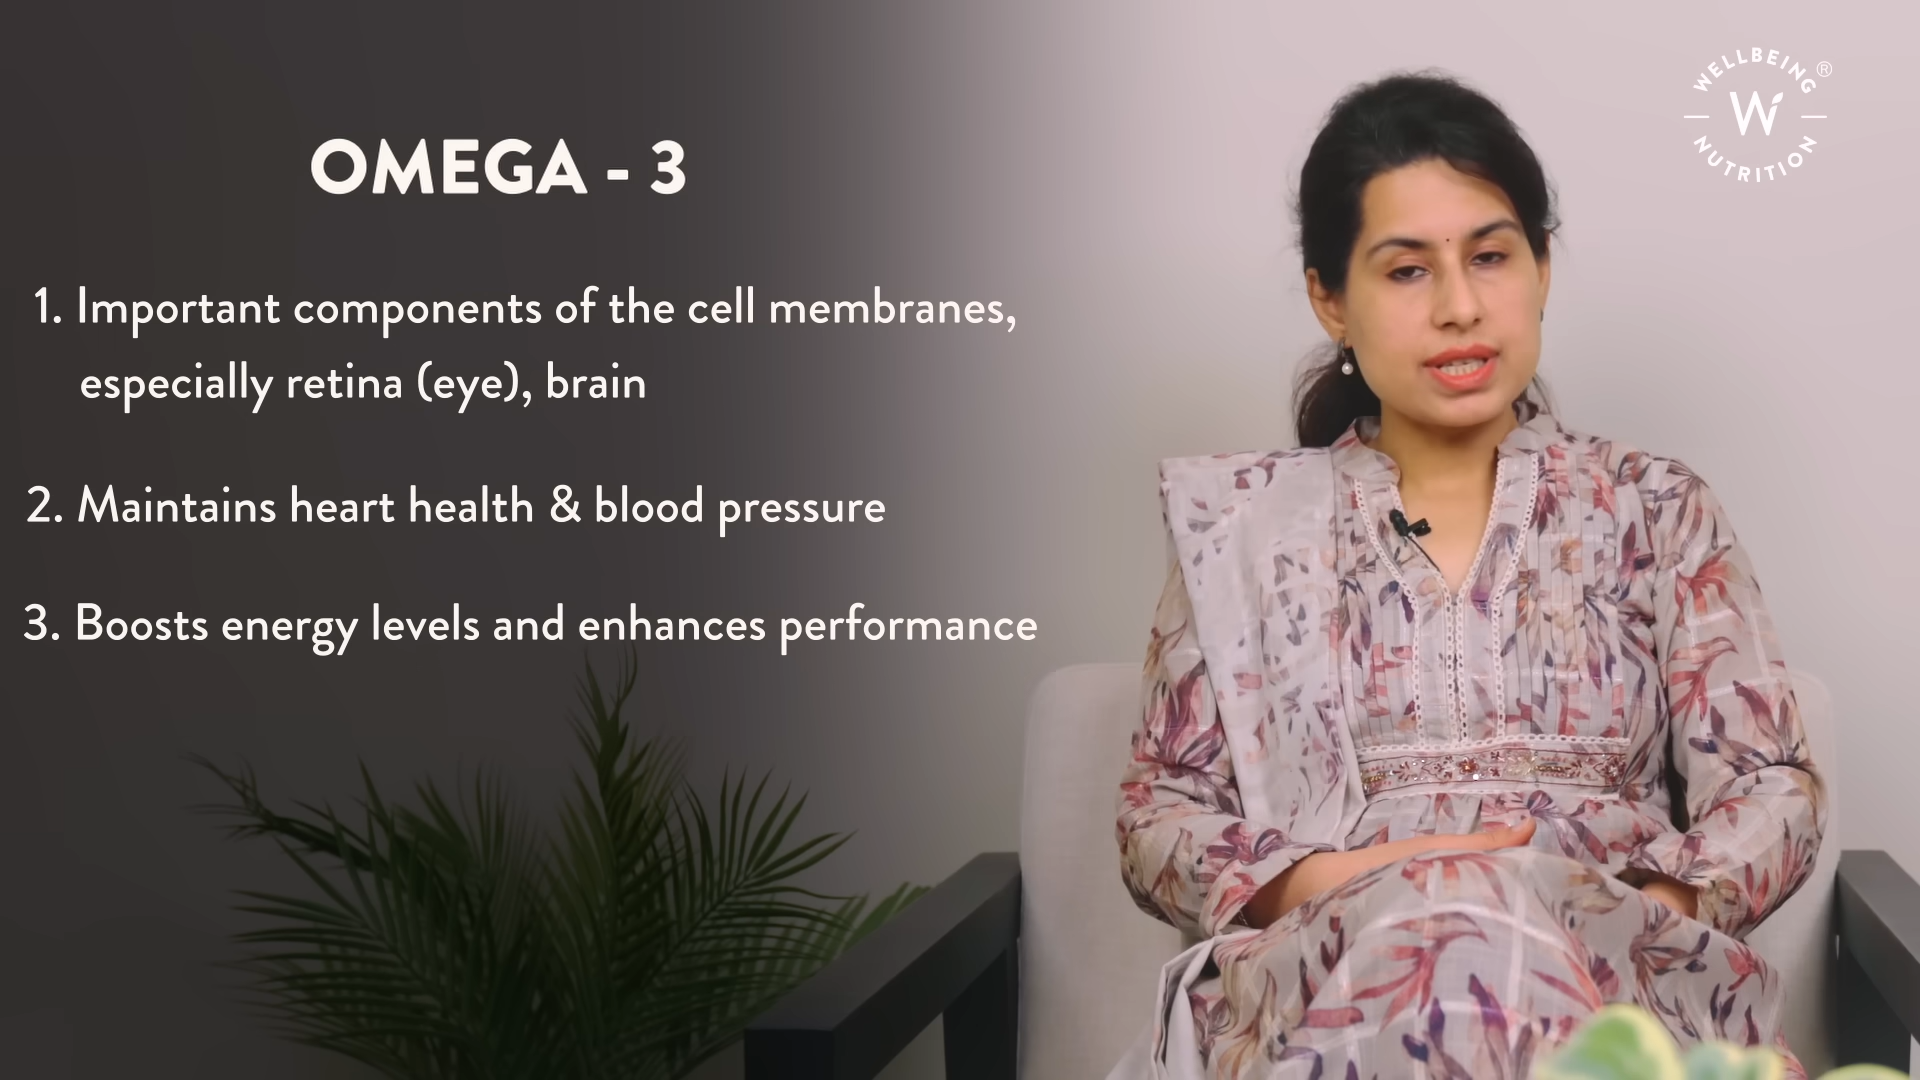 WELLBEING
W
NUTRITION
®
OMEGA - 3
1. Important components of the cell membranes,
especially retina (eye), brain
2. Maintains heart health & blood pressure
3. Boosts energy levels and enhances performance